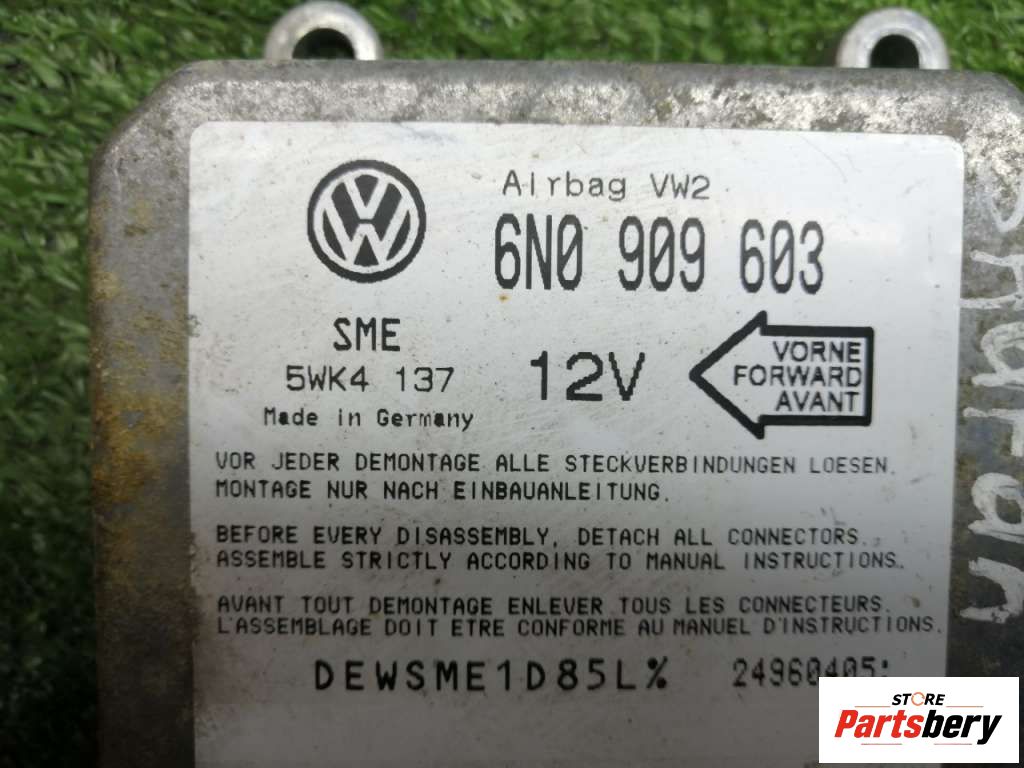 Airbag VW2
6N0 909 603
SME
5WK4 137
Made in Germany
12V
VORNE
FORWARD
AVANT
VOR JEDER DEMONTAGE ALLE STECKVERBINDUNGEN LOESEN.
MONTAGE NUR NACH EINBAUANLEITUNG.
BEFORE EVERY DISASSEMBLY, DETACH ALL CONNECTORS.
ASSEMBLE STRICTLY ACCORDING TO MANUAL INSTRUCTIONS.
AVANT TOUT DEMONTAGE ENLEVER TOUS LES CONNECTEURS.
L'ASSEMBLAGE DOIT ETRE CONFORME AU MANUEL D'INSTRUCTIONS.
DEWSME1D85L%
24960405
Sharan
STORE
Partsbery